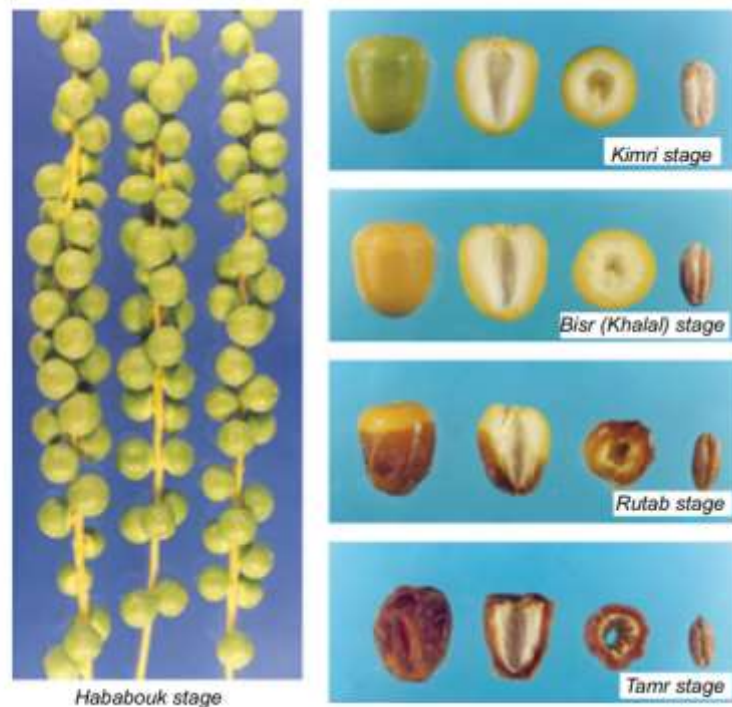 Kimri stage
Bisr (Khalal) stage
Rutab stage
Tamr stage
Hababouk stage